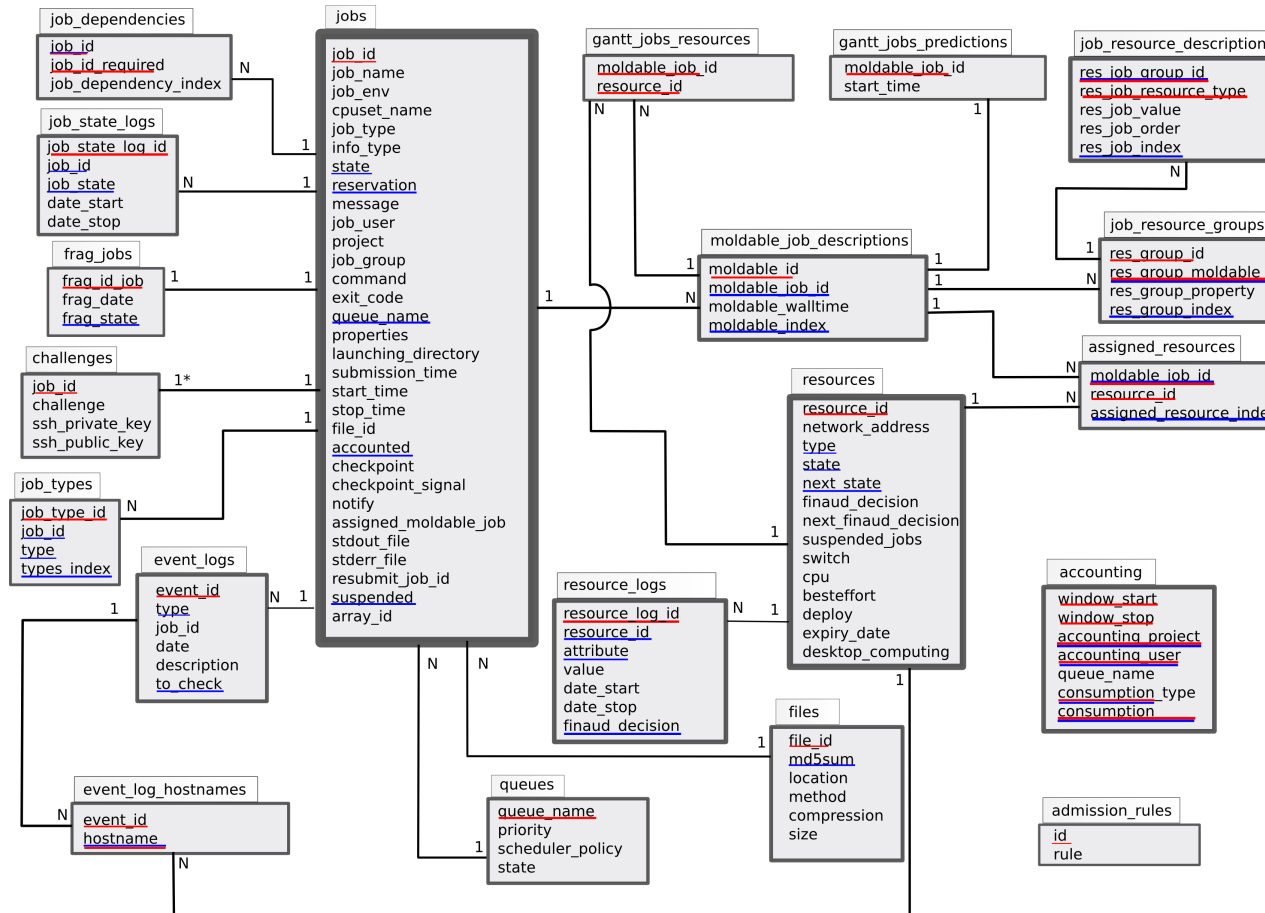 job_dependencies
job_id
job_id_required
job_dependency_index
N
1
job_state_logs
job_state_log_id
job_id
job_state
date_start
date_stop
N
1
frag_jobs
frag_id_job
frag_date
frag_state
1
1
challenges
job_id
challenge
ssh_private_key
ssh_public_key
1*
1
job_types
job_type_id
job_id
type
types_index
N
1
event_logs
event_id
type
job_id
date
description
to_check
N
1
1
event_log_hostnames
event_id
hostname
N
N
jobs
job_id
job_name
job_env
cpuset_name
job_type
info_type
state
reservation
message
job_user
project
job_group
command
exit_code
queue_name
properties
launching_directory
submission_time
start_time
stop_time
file_id
accounted
checkpoint
checkpoint_signal
notify
assigned_moldable_job
stdout_file
stderr_file
resubmit_job_id
suspended
array_id
N
N
1
N
gantt_jobs_resources
moldable_job_id
resource_id
N
N
1
1
gantt_jobs_predictions
moldable_job_id
start_time
1
1
moldable_job_descriptions
moldable_id
moldable_job_id
moldable_walltime
moldable_index
1
N
1
N
job_resource_description
res_job_group_id
res_job_resource_type
res_job_value
res_job_order
res_job_index
N
1
job_resource_groups
res_group_id
res_group_moldable
res_group_property
res_group_index
assigned_resources
moldable_job_id
resource_id
assigned_resource_inde
N
1
resources
resource_id
network_address
type
state
next_state
finaud_decision
next_finaud_decision
suspended_jobs
switch
cpu
besteffort
deploy
expiry_date
desktop_computing
1
resource_logs
resource_log_id
resource_id
attribute
value
date_start
date_stop
finaud_decision
N
1
files
file_id
md5sum
location
method
compression
size
1
queues
queue_name
priority
scheduler_policy
state
1
accounting
window_start
window_stop
accounting_project
accounting_user
queue_name
consumption_type
consumption
admission_rules
id
rule